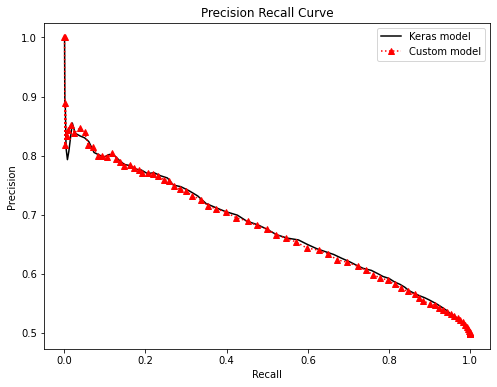 Precision Recall Curve
Keras model
Custom model
1.0
0.9
0.8
0.7
0.6
0.5
Precision
0.0
0.2
0.4
0.6
0.8
1.0
Recall